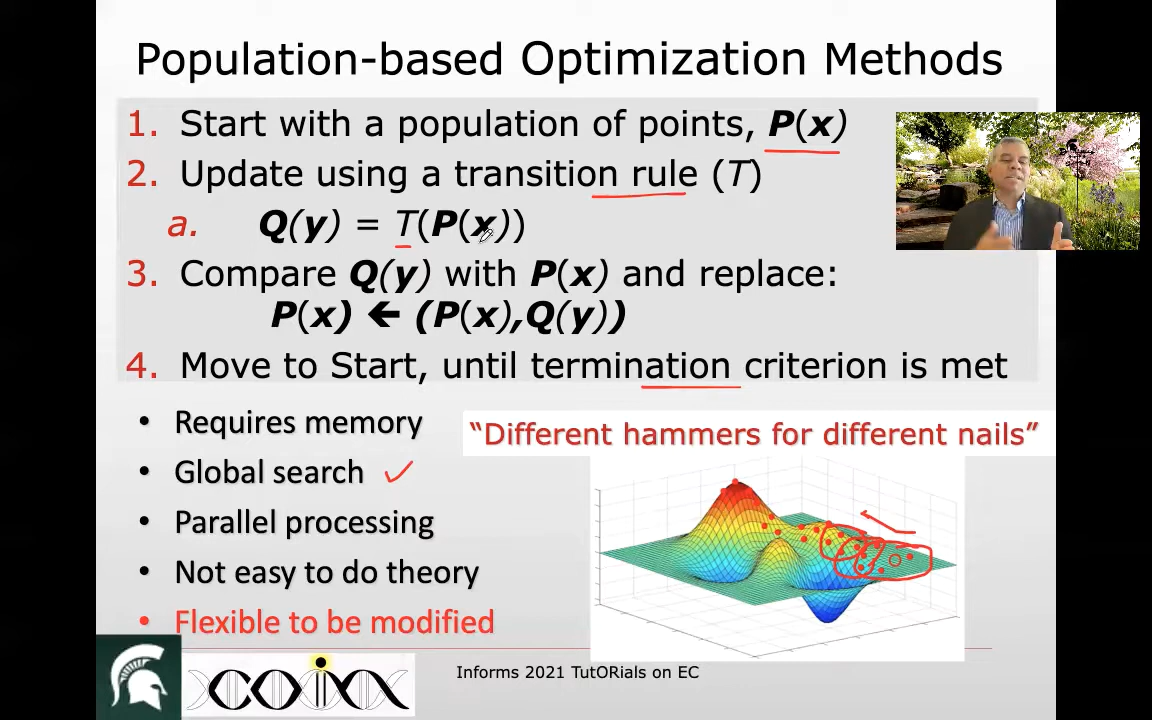 Population-based Optimization Methods
1. Start with a population of points, P(x)
2. Update using a transition rule (T)
a. Q(y) = T(P(x))
3. Compare Q(y) with P(x) and replace:
P(x) 🡸 (P(x),Q(y))
4. Move to Start, until termination criterion is met
• Requires memory
• Global search
• Parallel processing
• Not easy to do theory
• Flexible to be modified
“Different hammers for different nails”
COIN
Informs 2021 TutORials on EC